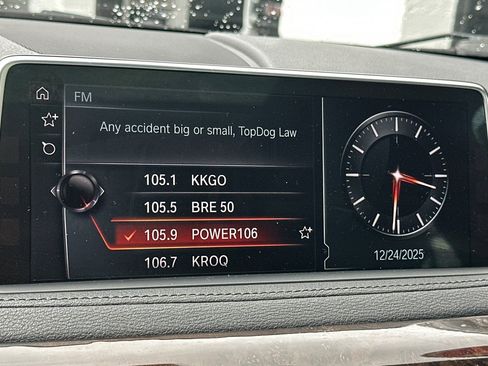 FM
Any accident big or small, TopDog Law
105.1 KKGO
105.5 BRE 50
105.9 POWER106
106.7 KROQ
12/24/2025